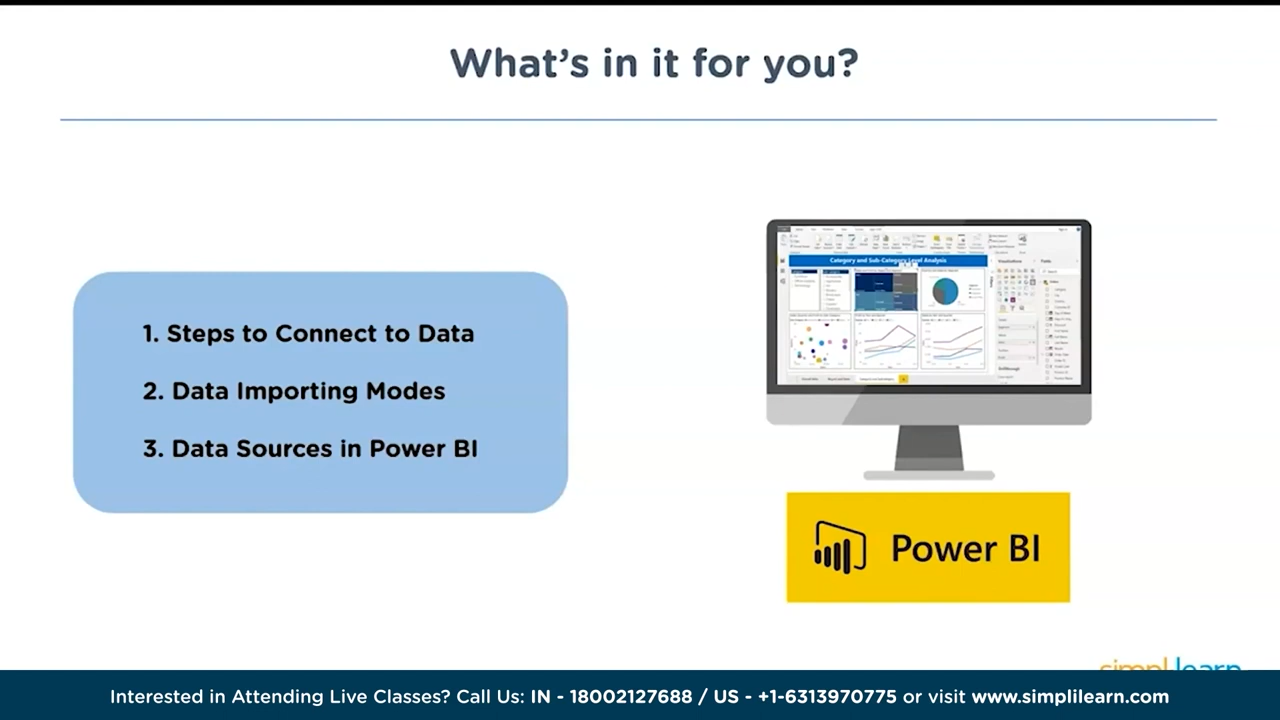 What's in it for you?
1. Steps to Connect to Data
2. Data Importing Modes
3. Data Sources in Power BI
Category and Sub-Category Level Analysis
Power BI
simplilearn
Interested in Attending Live Classes? Call Us: IN - 18002127688 / US - +1-6313970775 or visit www.simplilearn.com